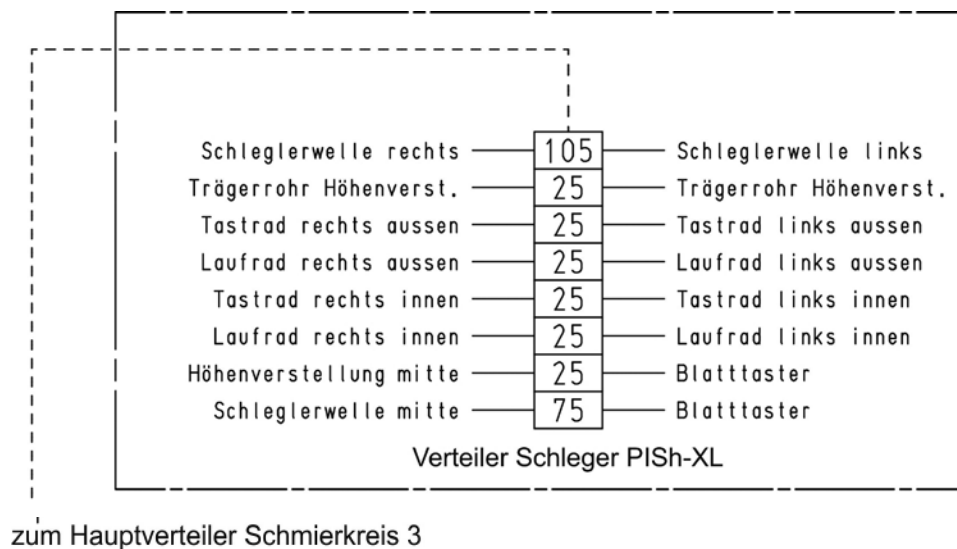 Schleglerwelle rechts 105 Schleglerwelle links
Trägerrohr Höhenverst. 25 Trägerrohr Höhenverst.
Tastrad rechts aussen 25 Tastrad links aussen
Laufrad rechts aussen 25 Laufrad links aussen
Tastrad rechts innen 25 Tastrad links innen
Laufrad rechts innen 25 Laufrad links innen
Höhenverstellung mitte 25 Blatttaster
Schleglerwelle mitte 75 Blatttaster
Verteiler Schleger PISh-XL
zum Hauptverteiler Schmierkreis 3